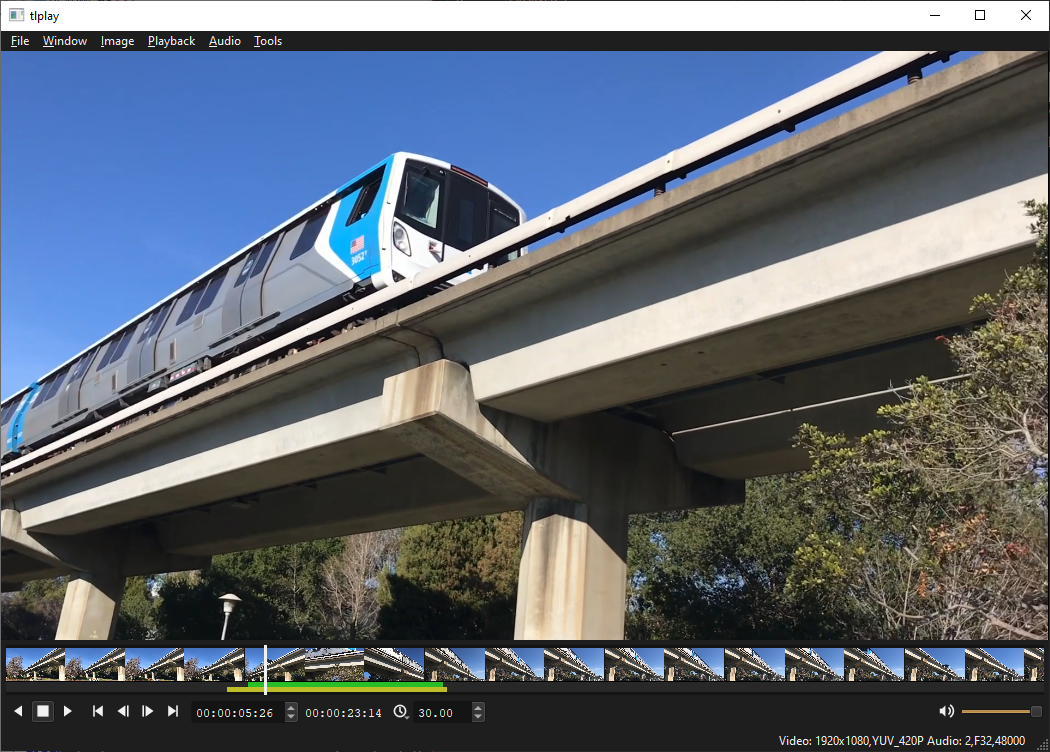 tlplay
File Window Image Playback Audio Tools
3052
00:00:05:26 00:00:23:14 30.00
Video: 1920x1080,YUV_420P Audio: 2,F32,48000